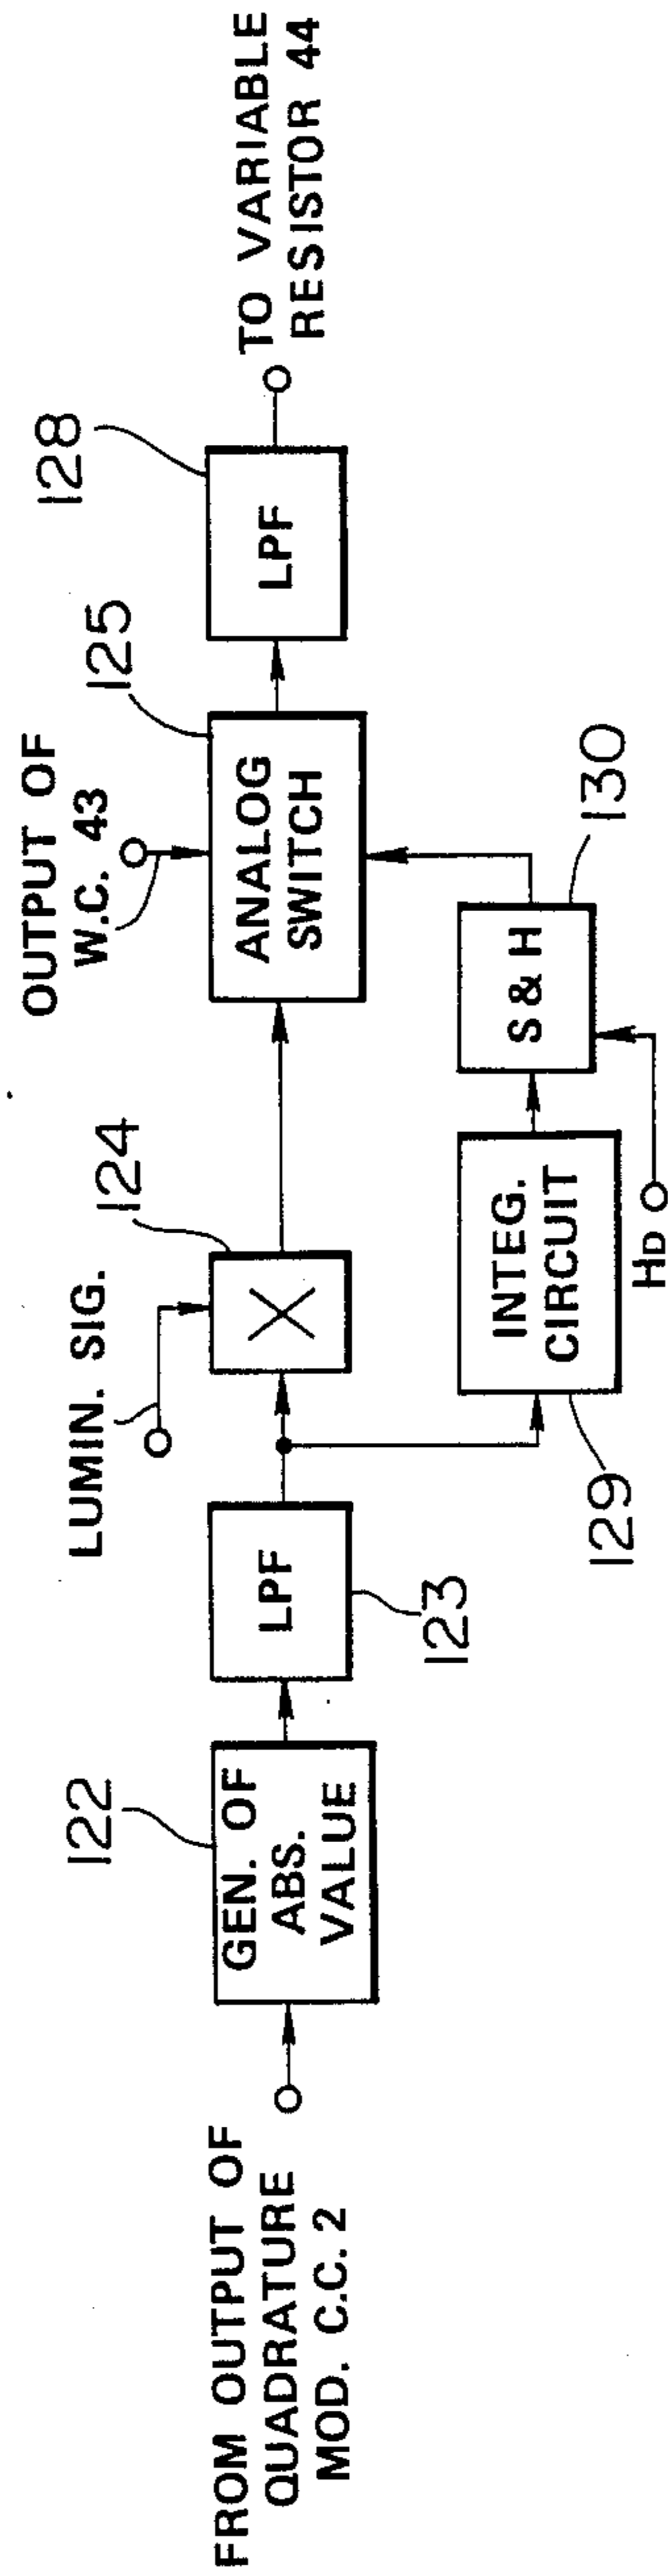 FROM OUTPUT OF
QUADRATURE
MOD. C.C. 2
122
GEN. OF
ABS.
VALUE
LPF
123
LUMIN. SIG.
124
X
OUTPUT OF
W.C. 43
125
ANALOG
SWITCH
128
LPF
TO VARIABLE
RESISTOR 44
INTEG.
CIRCUIT
129
S & H
130
HD